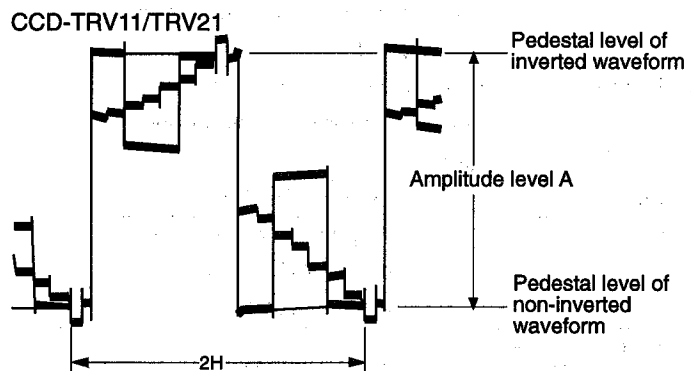 CCD-TRV11/TRV21
Pedestal level of
inverted waveform
Amplitude level A
Pedestal level of
non-inverted
waveform
2H